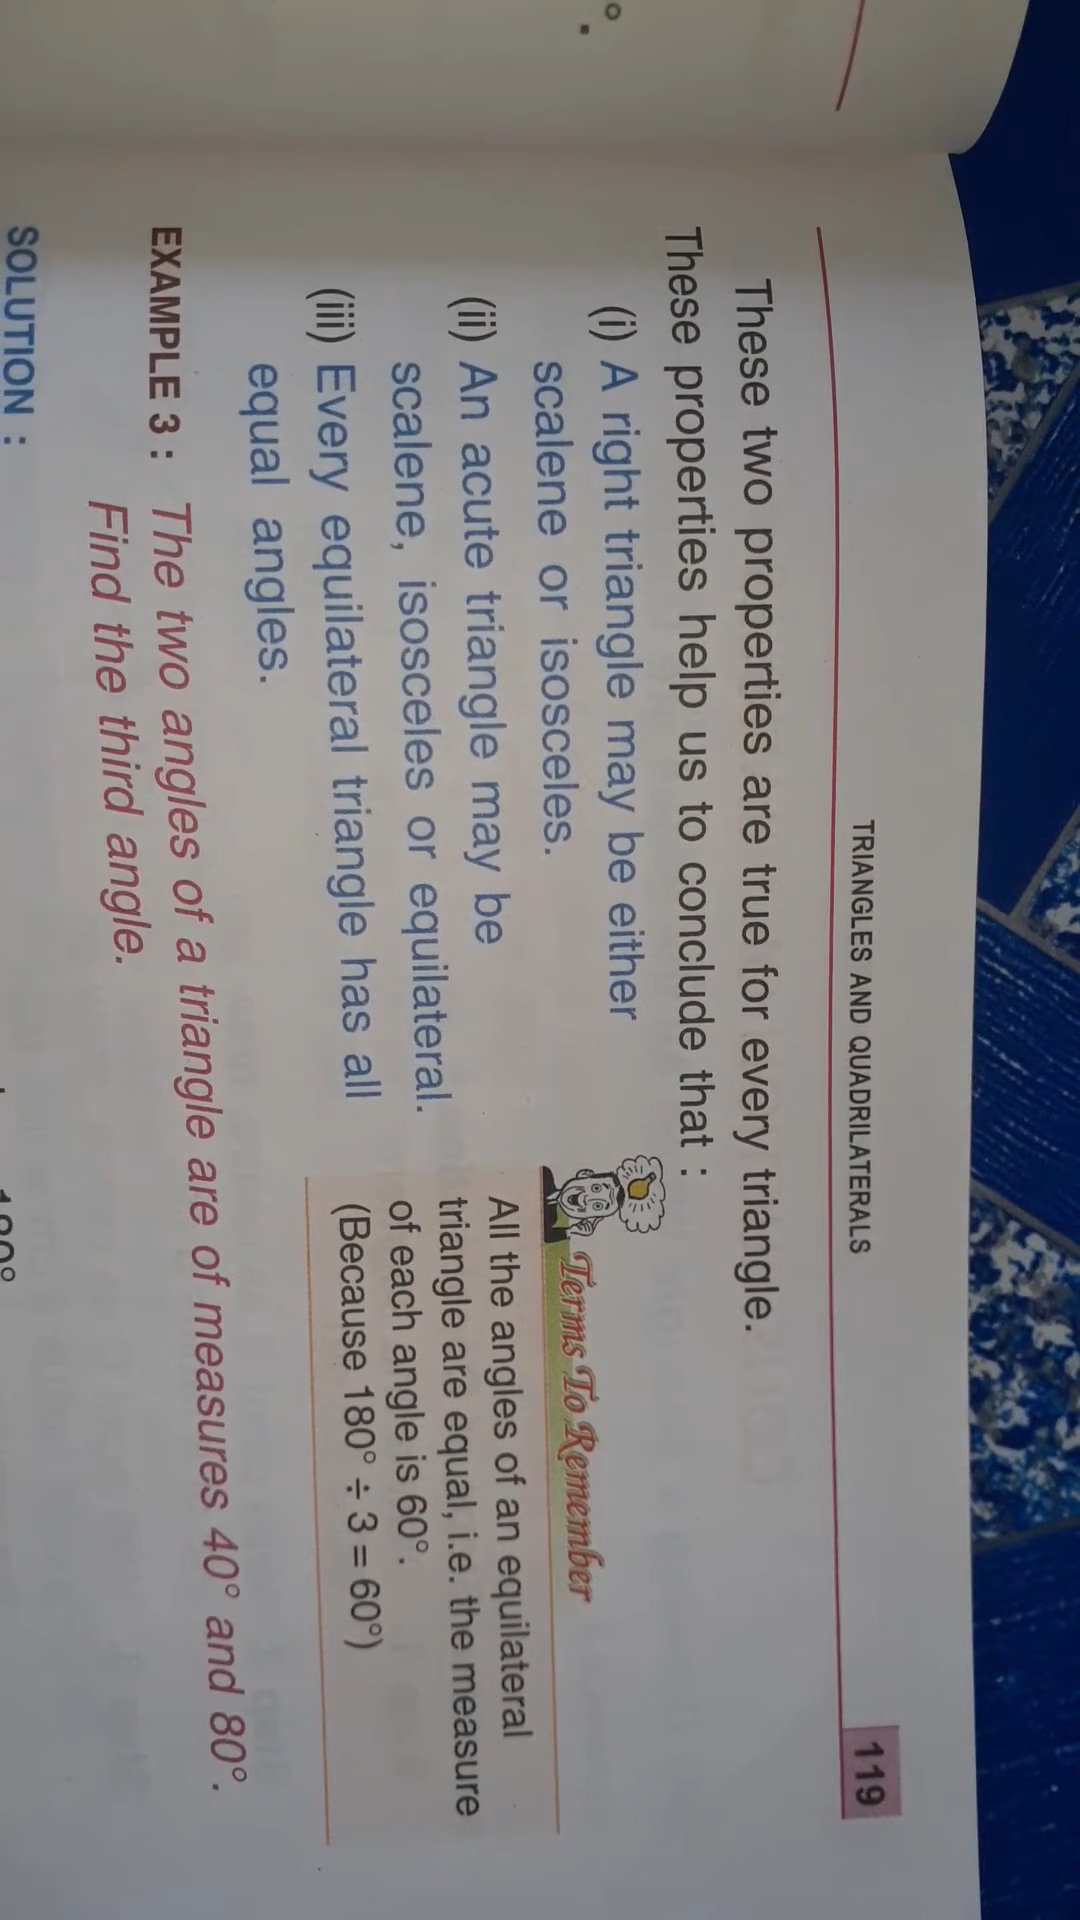 TRIANGLES AND QUADRILATERALS
119
These two properties are true for every triangle.
These properties help us to conclude that :
(i) A right triangle may be either
scalene or isosceles.
(ii) An acute triangle may be
scalene, isosceles or equilateral.
(iii) Every equilateral triangle has all
equal angles.
Terms To Remember
All the angles of an equilateral
triangle are equal, i.e. the measure
of each angle is 60°.
(Because 180° ÷ 3 = 60°)
EXAMPLE 3 : The two angles of a triangle are of measures 40° and 80°.
Find the third angle.
SOLUTION :